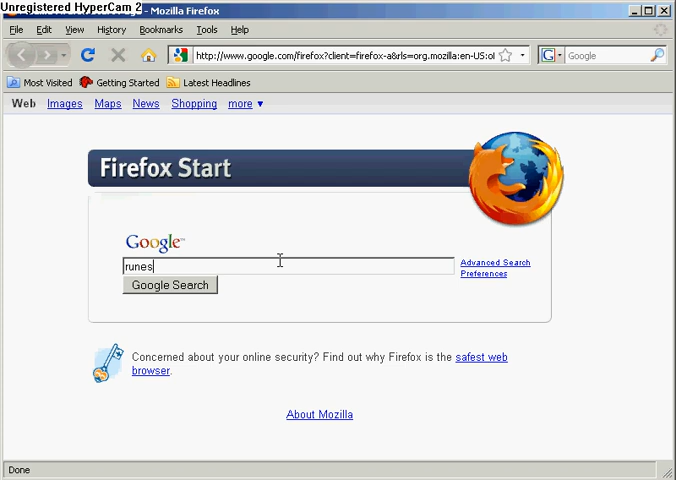 Unregistered HyperCam 2
- Mozilla Firefox
File Edit View History Bookmarks Tools Help
http://www.google.com/firefox?client=firefox-a&rls=org.mozilla:en-US:of
G Google
Most Visited Getting Started Latest Headlines
Web Images Maps News Shopping more ▼
Firefox Start
Google™
runes
Advanced Search
Preferences
Google Search
Concerned about your online security? Find out why Firefox is the safest web
browser.
About Mozilla
Done